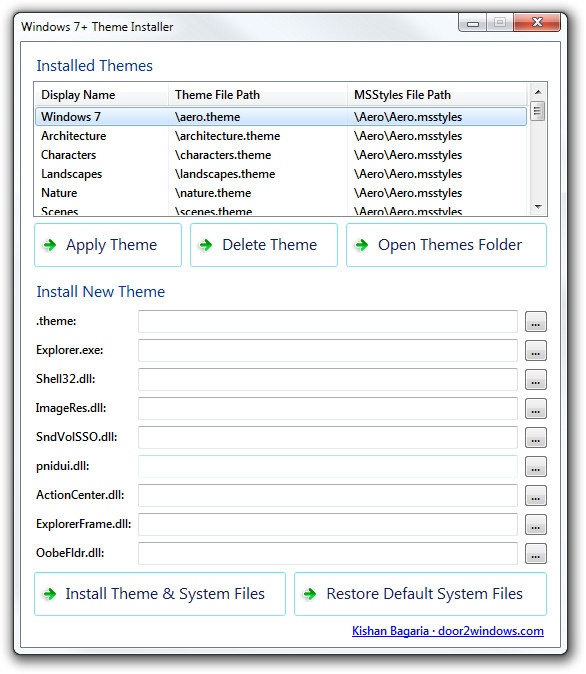 Windows 7+ Theme Installer
Installed Themes
Display Name Theme File Path MSStyles File Path
Windows 7 \aero.theme \Aero\Aero.msstyles
Architecture \architecture.theme \Aero\Aero.msstyles
Characters \characters.theme \Aero\Aero.msstyles
Landscapes \landscapes.theme \Aero\Aero.msstyles
Nature \nature.theme \Aero\Aero.msstyles
Scenes \scenes.theme \Aero\Aero.msstyles
Apply Theme Delete Theme Open Themes Folder
Install New Theme
.theme: ...
Explorer.exe: ...
Shell32.dll: ...
ImageRes.dll: ...
SndVolSSO.dll: ...
pnidui.dll: ...
ActionCenter.dll: ...
ExplorerFrame.dll: ...
OobeFldr.dll: ...
Install Theme & System Files Restore Default System Files
Kishan Bagaria · door2windows.com